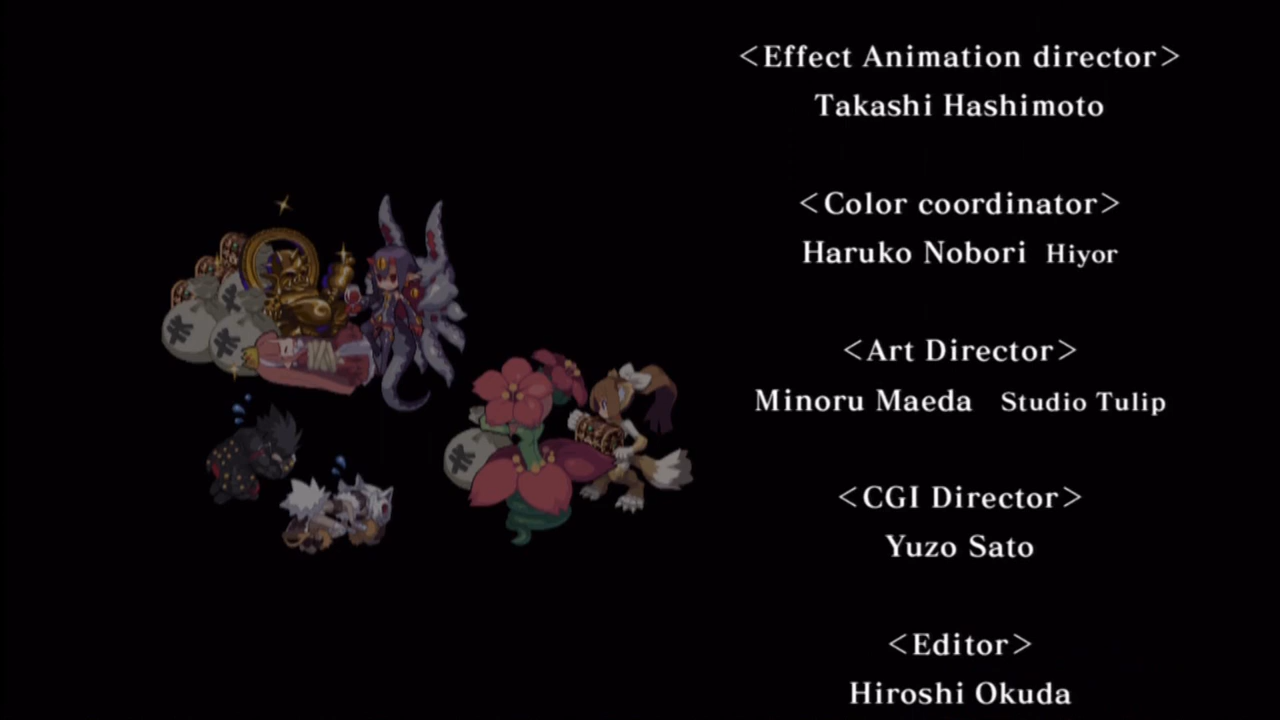 <Effect Animation director>
Takashi Hashimoto
<Color coordinator>
Haruko Nobori Hiyor
<Art Director>
Minoru Maeda Studio Tulip
<CGI Director>
Yuzo Sato
<Editor>
Hiroshi Okuda